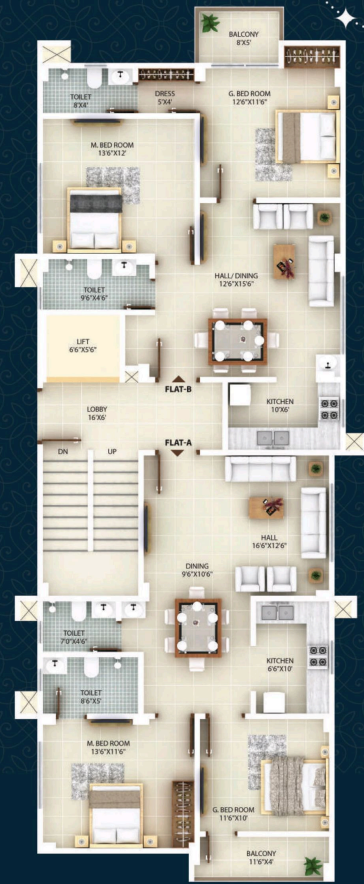 BALCONY
8'X5'
TOILET
8'X4'
DRESS
5'X4'
G. BED ROOM
12'6"X11'6"
M. BED ROOM
13'6"X12'
TOILET
9'6"X4'6"
HALL/ DINING
12'6"X15'6"
LIFT
6'6"X5'6"
FLAT-B
KITCHEN
10'X6'
LOBBY
16'X6'
FLAT-A
DN
UP
HALL
16'6"X12'6"
DINING
9'6"X10'6"
TOILET
7'0"X4'6"
KITCHEN
6'6"X10'
TOILET
8'6"X5'
M. BED ROOM
13'6"X11'6"
G. BED ROOM
11'6"X10'
BALCONY
11'6"X4'